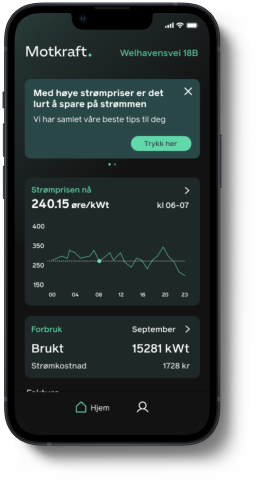 Motkraft.
Welhavensvei 18B
Med høye strømpriser er det
lurt å spare på strømmen
Vi har samlet våre beste tips til deg
Trykk her
Strømprisen nå
240.15 øre/kWt
kl 06-07
400
350
250
150
00 04 08 12 16 20 23
Forbruk
September
Brukt
15281 kWt
Strømkostnad
1728 kr
Faktura
Hjem